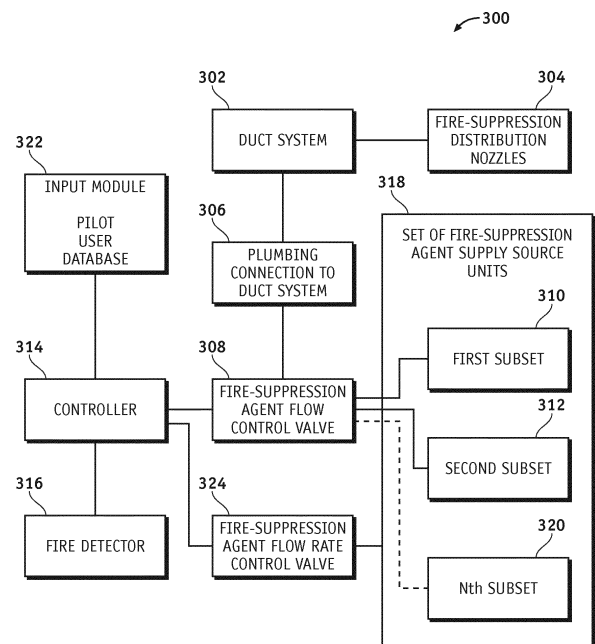 300
302
DUCT SYSTEM
304
FIRE-SUPPRESSION
DISTRIBUTION
NOZZLES
322
INPUT MODULE
PILOT
USER
DATABASE
306
PLUMBING
CONNECTION TO
DUCT SYSTEM
318
SET OF FIRE-SUPPRESSION
AGENT SUPPLY SOURCE
UNITS
310
FIRST SUBSET
314
CONTROLLER
308
FIRE-SUPPRESSION
AGENT FLOW
CONTROL VALVE
312
SECOND SUBSET
316
FIRE DETECTOR
324
FIRE-SUPPRESSION
AGENT FLOW RATE
CONTROL VALVE
320
Nth SUBSET